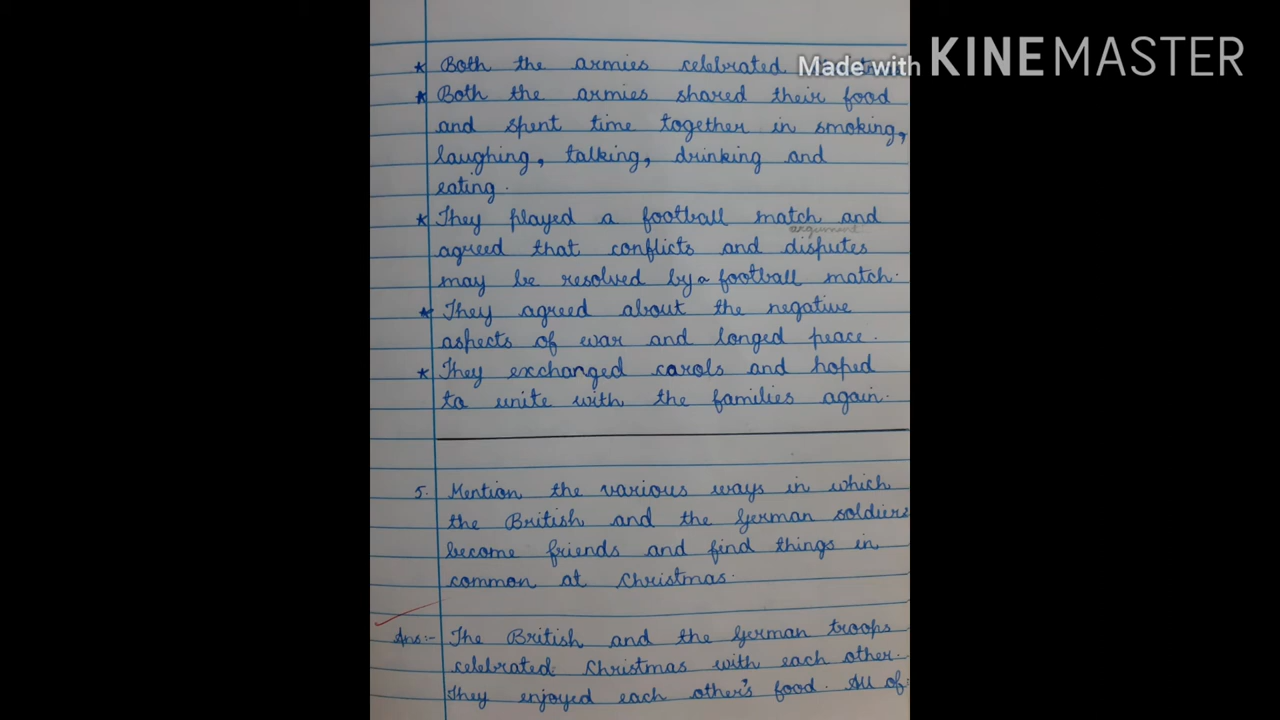 Made with KINEMASTER
* Both the armies celebrated
* Both the armies shared their food
and spent time together in smoking,
laughing, talking, drinking and
eating.
* They played a football match and
argument
agreed that conflicts and disputes
may be resolved by a football match.
* They agreed about the negative
aspects of war and longed peace.
* They exchanged carols and hoped
to unite with the families again.
5. Mention the various ways in which
the British and the German soldiers
become friends and find things in
common at Christmas.
Ans:- The British and the German troops
celebrated Christmas with each other.
They enjoyed each other's food. All of